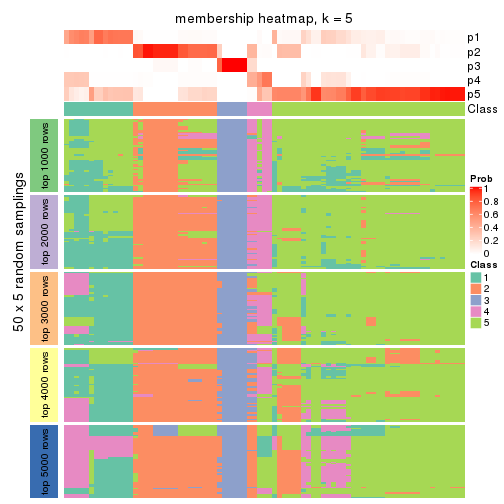 membership heatmap, k = 5
p1
p2
p3
p4
p5
Class
50 x 5 random samplings
top 1000 rows
top 2000 rows
top 3000 rows
top 4000 rows
top 5000 rows
Prob
1
0.8
0.6
0.4
0.2
0
Class
1
2
3
4
5